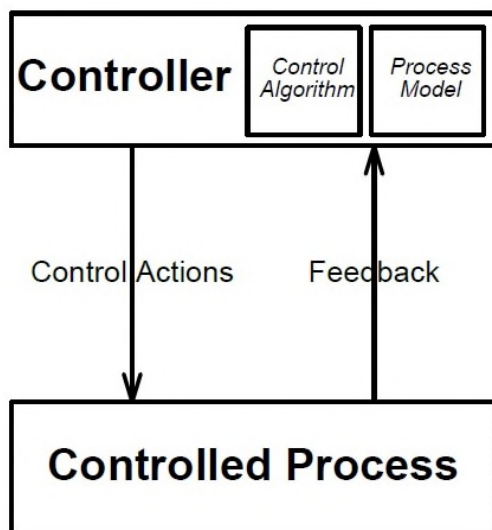 Controller
Control
Algorithm
Process
Model
Control Actions
Feedback
Controlled Process